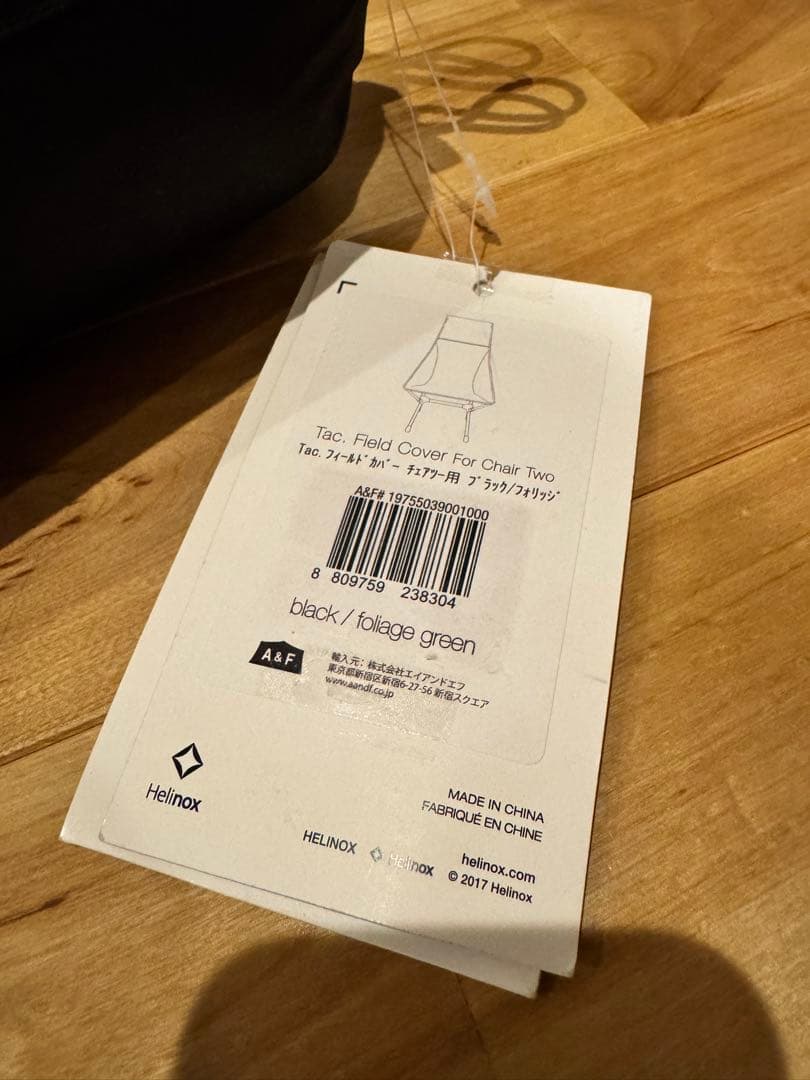 Tac. Field Cover For Chair Two
Tac. フィールドカバー チェアツー用 ブラック/フォリッジ
A&F# 19755039001000
8 809759 238304
black / foliage green
A & F
輸入元: 株式会社エイアンドエフ
東京都新宿区新宿6-27-56 新宿スクエア
www.aandf.co.jp
Helinox
MADE IN CHINA
FABRIQUÉ EN CHINE
HELINOX Helinox
helinox.com
© 2017 Helinox